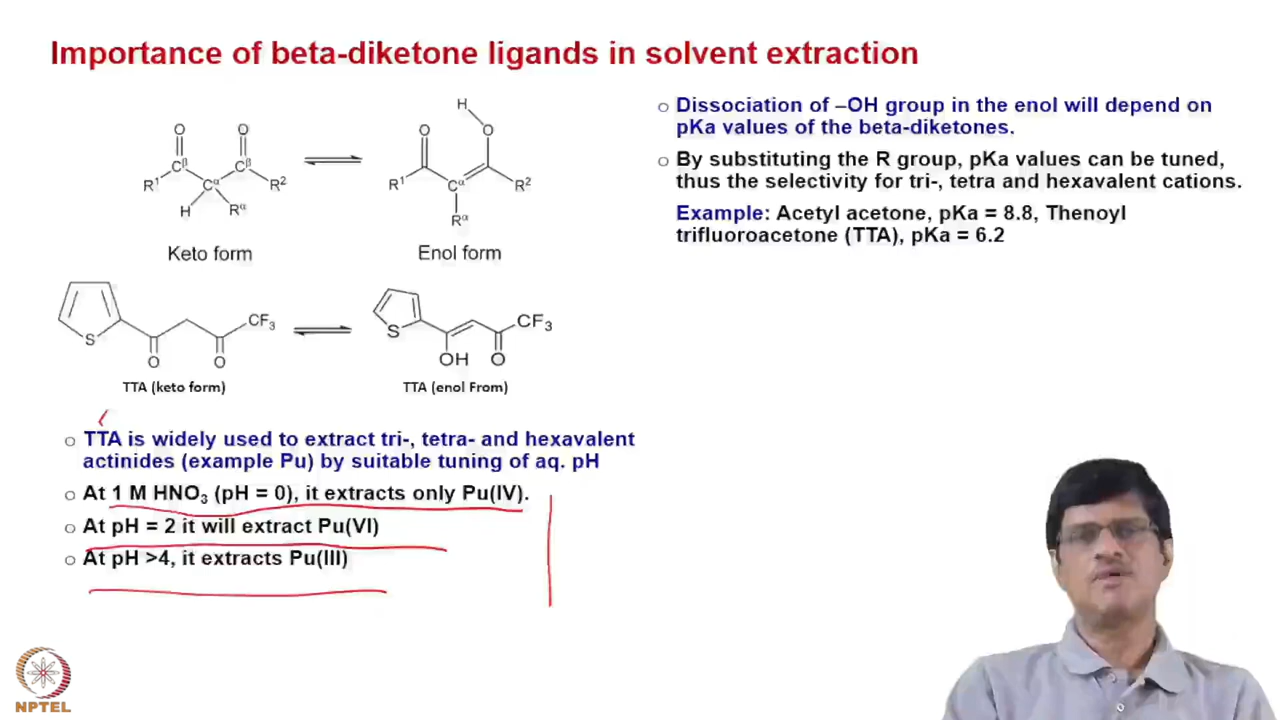 Importance of beta-diketone ligands in solvent extraction
H
O O O O
Cβ Cβ
R¹ Cα R² R¹ Cα R²
H Rα Rα
Keto form Enol form
S CF₃ S CF₃
O O OH O
TTA (keto form) TTA (enol From)
o TTA is widely used to extract tri-, tetra- and hexavalent
actinides (example Pu) by suitable tuning of aq. pH
o At 1 M HNO₃ (pH = 0), it extracts only Pu(IV).
o At pH = 2 it will extract Pu(VI)
o At pH >4, it extracts Pu(III)
o Dissociation of –OH group in the enol will depend on
pKa values of the beta-diketones.
o By substituting the R group, pKa values can be tuned,
thus the selectivity for tri-, tetra and hexavalent cations.
Example: Acetyl acetone, pKa = 8.8, Thenoyl
trifluoroacetone (TTA), pKa = 6.2
NPTEL